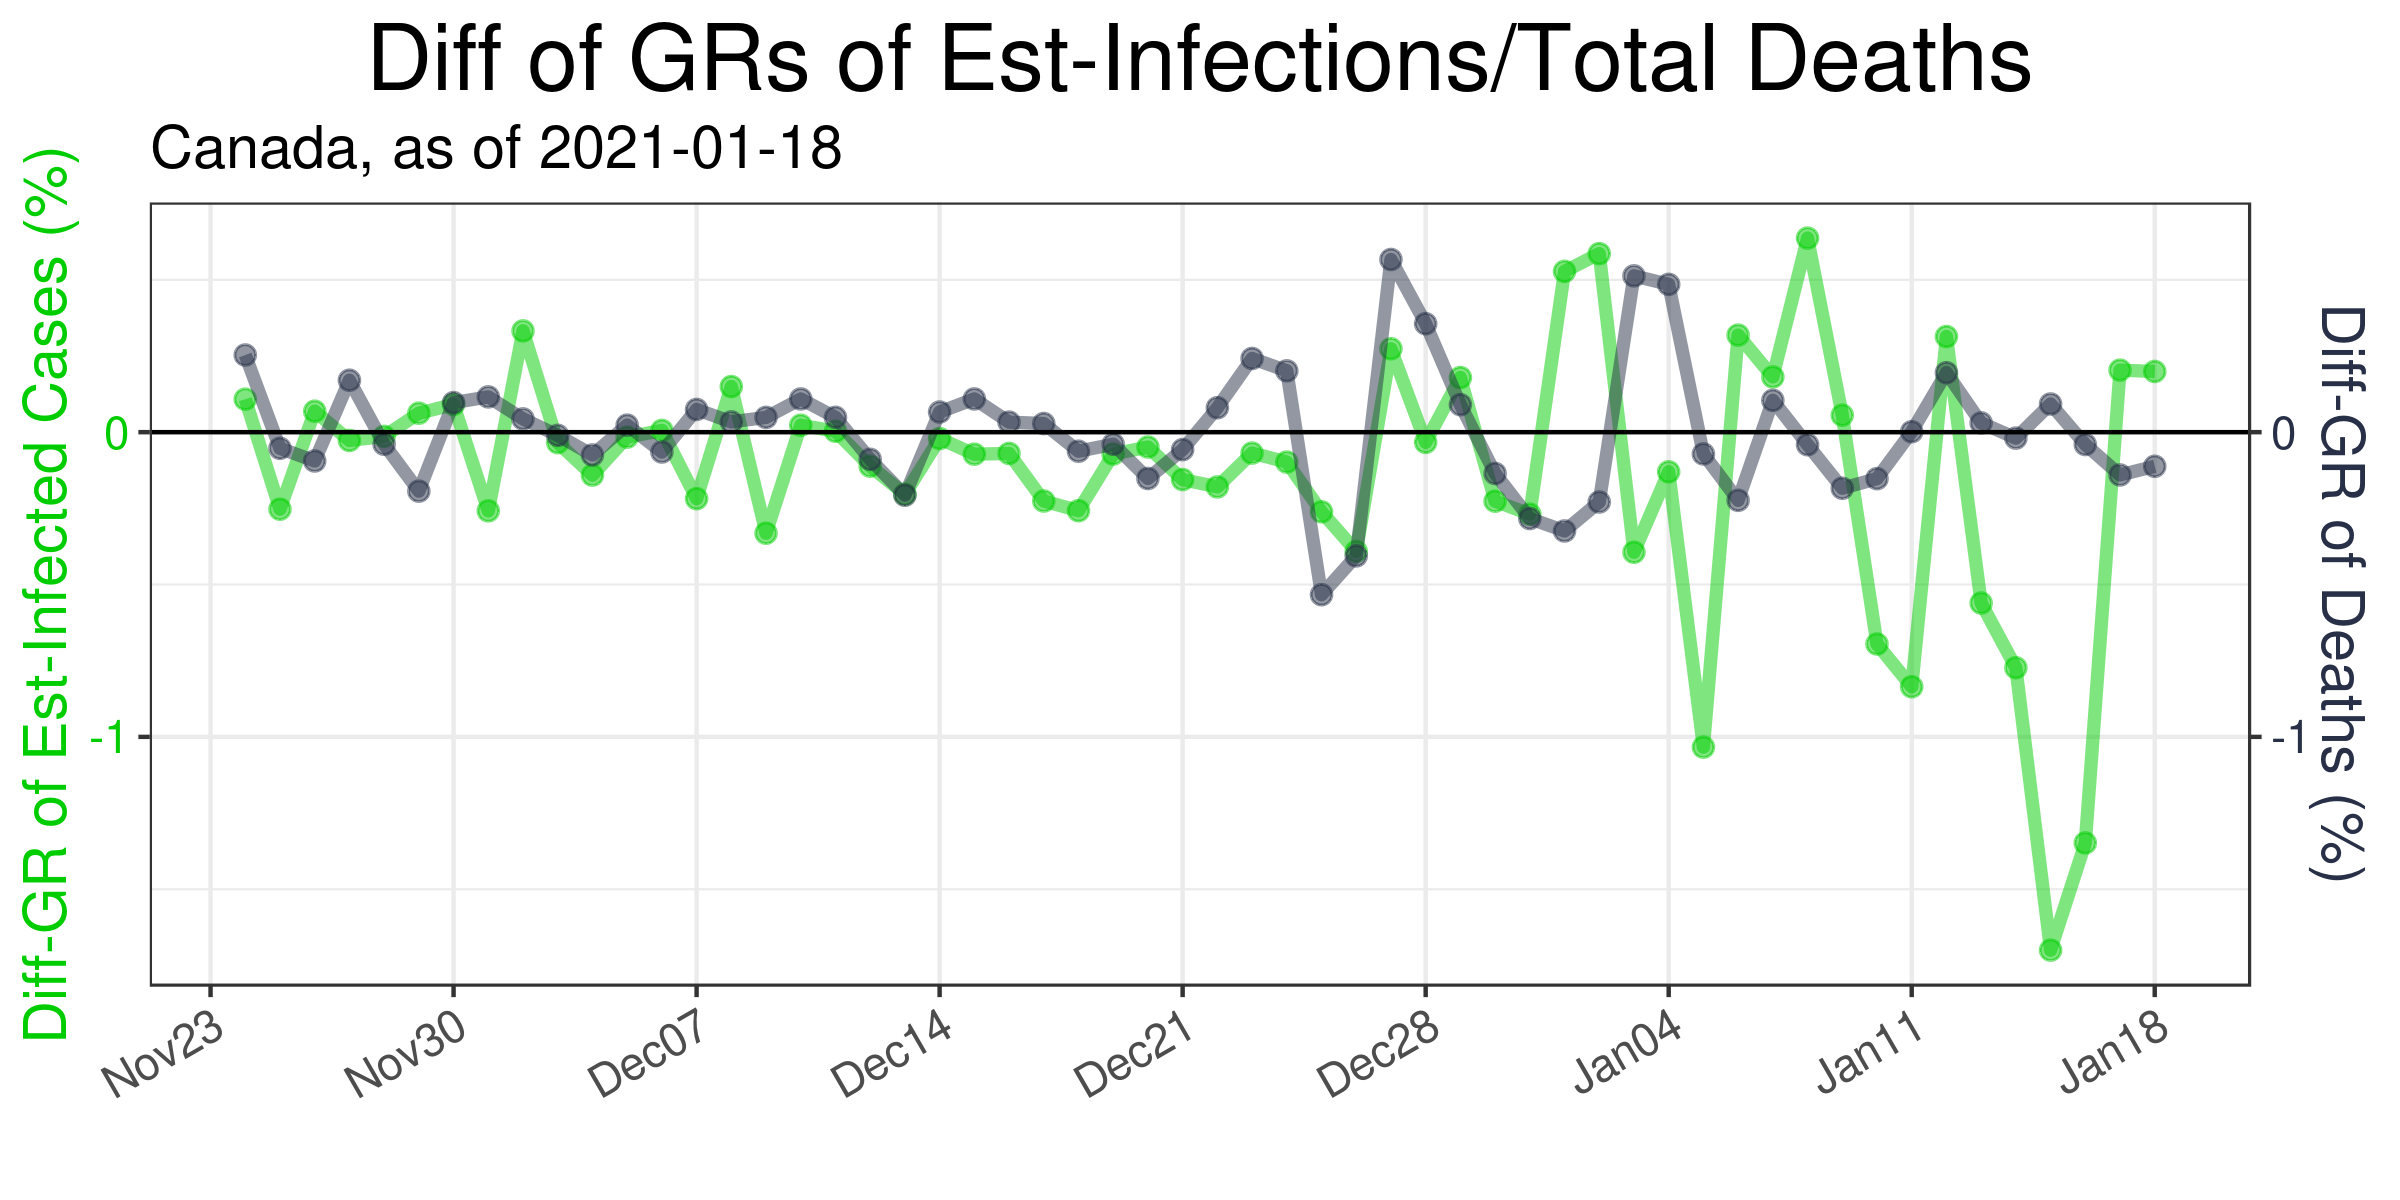 Diff of GRs of Est-Infections/Total Deaths
Canada, as of 2021-01-18
Diff-GR of Est-Infected Cases (%)
0
-1
0
-1
Diff-GR of Deaths (%)
Nov23
Nov30
Dec07
Dec14
Dec21
Dec28
Jan04
Jan11
Jan18